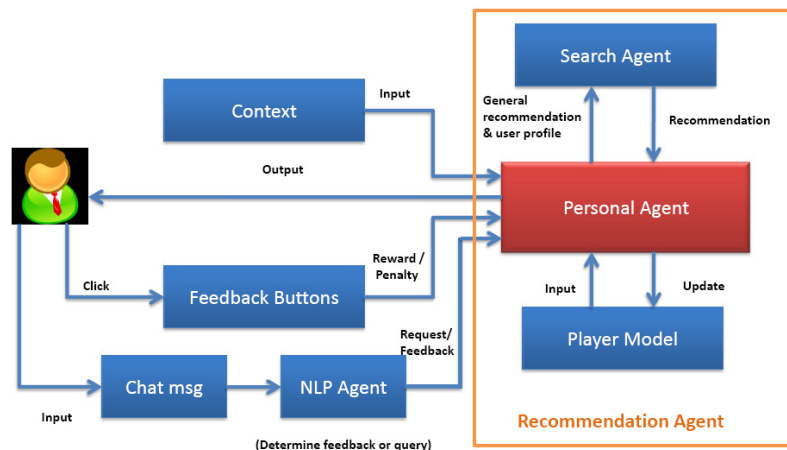 Search Agent
Input
General
recommendation
& user profile
Recommendation
Context
Output
Personal Agent
Reward /
Penalty
Click
Feedback Buttons
Input
Update
Request/
Feedback
Player Model
Chat msg
NLP Agent
Input
Recommendation Agent
(Determine feedback or query)